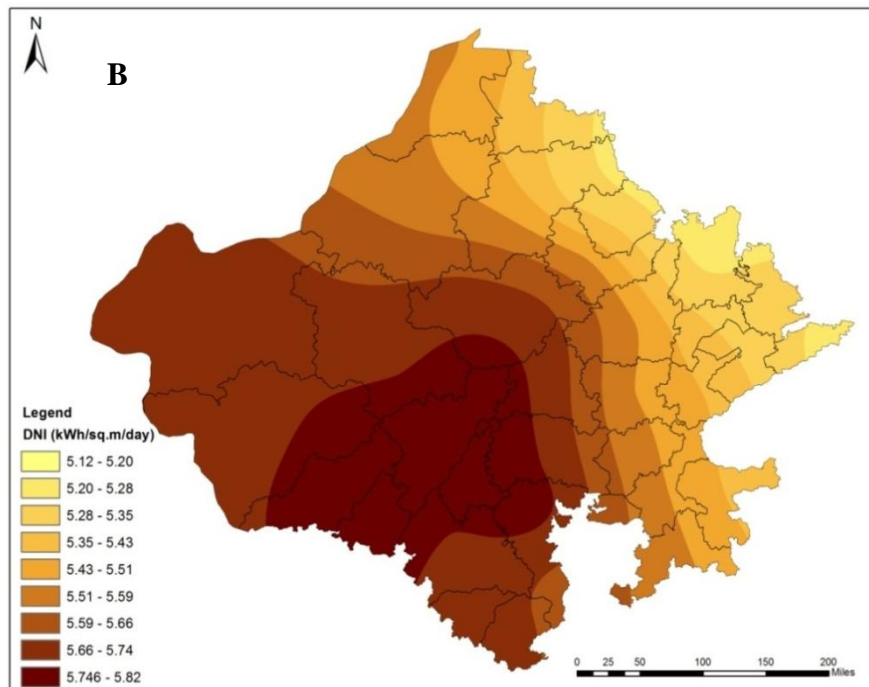 N
B
Legend
DNI (kWh/sq.m/day)
5.12 - 5.20
5.20 - 5.28
5.28 - 5.35
5.35 - 5.43
5.43 - 5.51
5.51 - 5.59
5.59 - 5.66
5.66 - 5.74
5.746 - 5.82
0 25 50 100 150 200
Miles